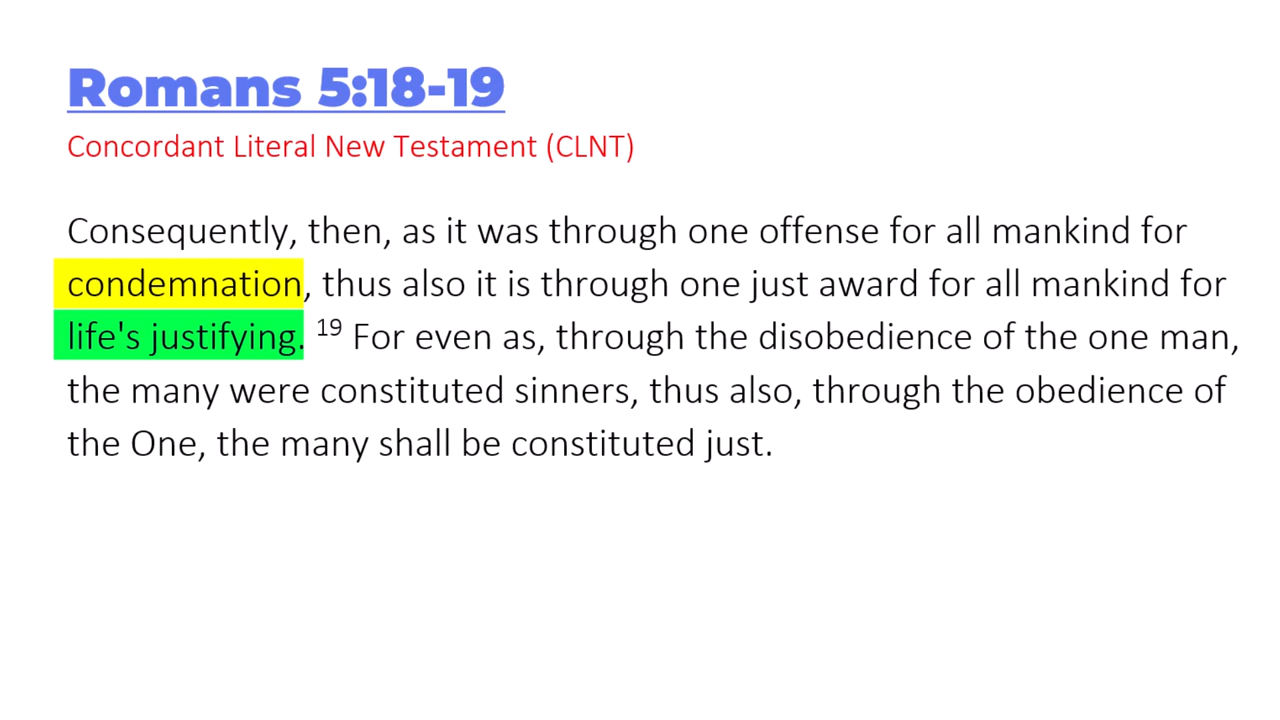 Romans 5:18-19
Concordant Literal New Testament (CLNT)
Consequently, then, as it was through one offense for all mankind for
condemnation, thus also it is through one just award for all mankind for
life's justifying. 19 For even as, through the disobedience of the one man,
the many were constituted sinners, thus also, through the obedience of
the One, the many shall be constituted just.